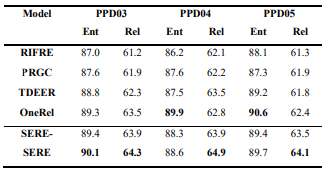 Model PPD03 PPD04 PPD05
Ent Rel Ent Rel Ent Rel
RIFRE 87.0 61.2 86.2 62.1 88.1 61.3
PRGC 87.6 61.9 87.6 62.2 87.3 61.9
TDEER 88.8 62.3 87.5 63.5 89.2 61.8
OneRel 89.3 63.5 89.9 62.8 90.6 62.4
SERE- 89.4 63.9 88.3 63.9 89.4 63.5
SERE 90.1 64.3 88.6 64.9 89.7 64.1